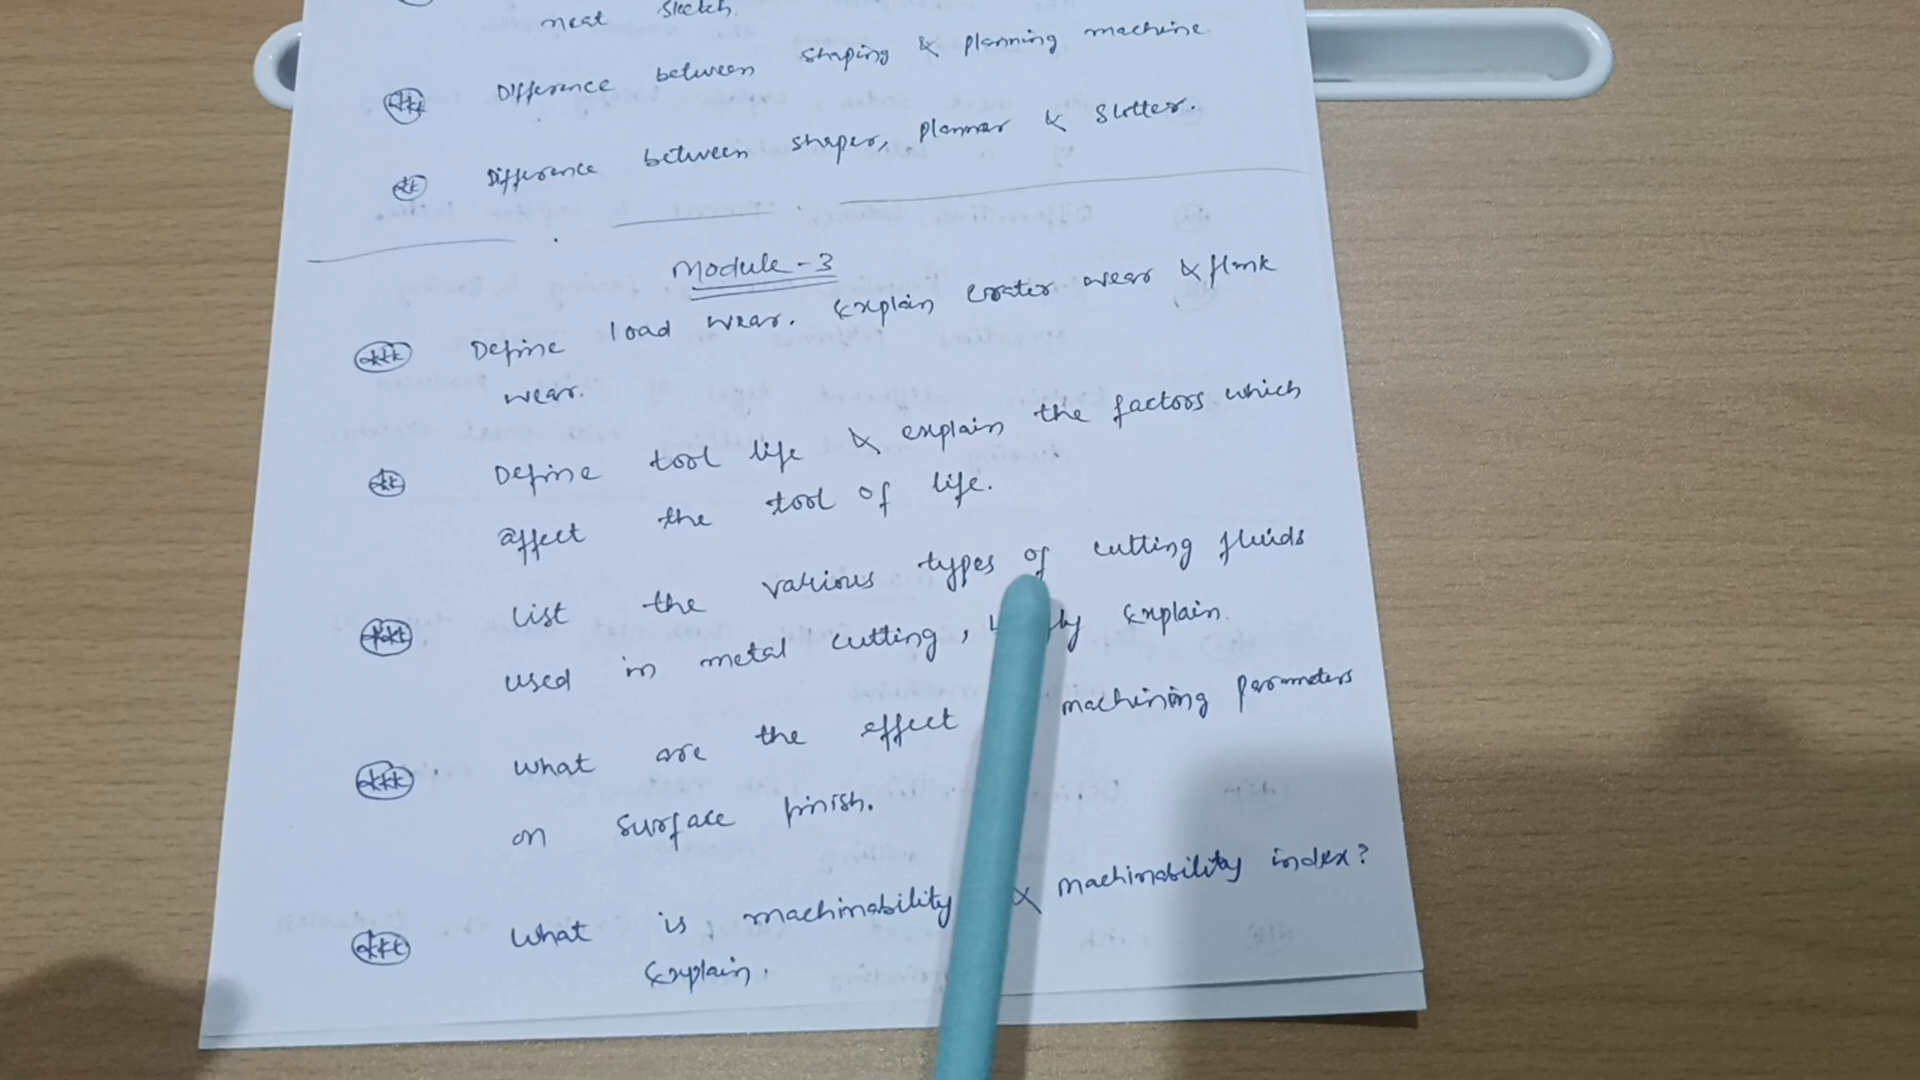 neat sketch.
*** Difference between shaping & planning machine.
** Difference between shaper, plannar & Slotter.
Module-3
*** Define load wear. Explain crater wear & flank
wear.
** Define tool life & explain the factors which
affect the tool of life.
*** List the various types of cutting fluids
used in metal cutting, explain.
*** What are the effect machining parameters
on surface finish.
*** What is machinability & machinability index?
Explain.